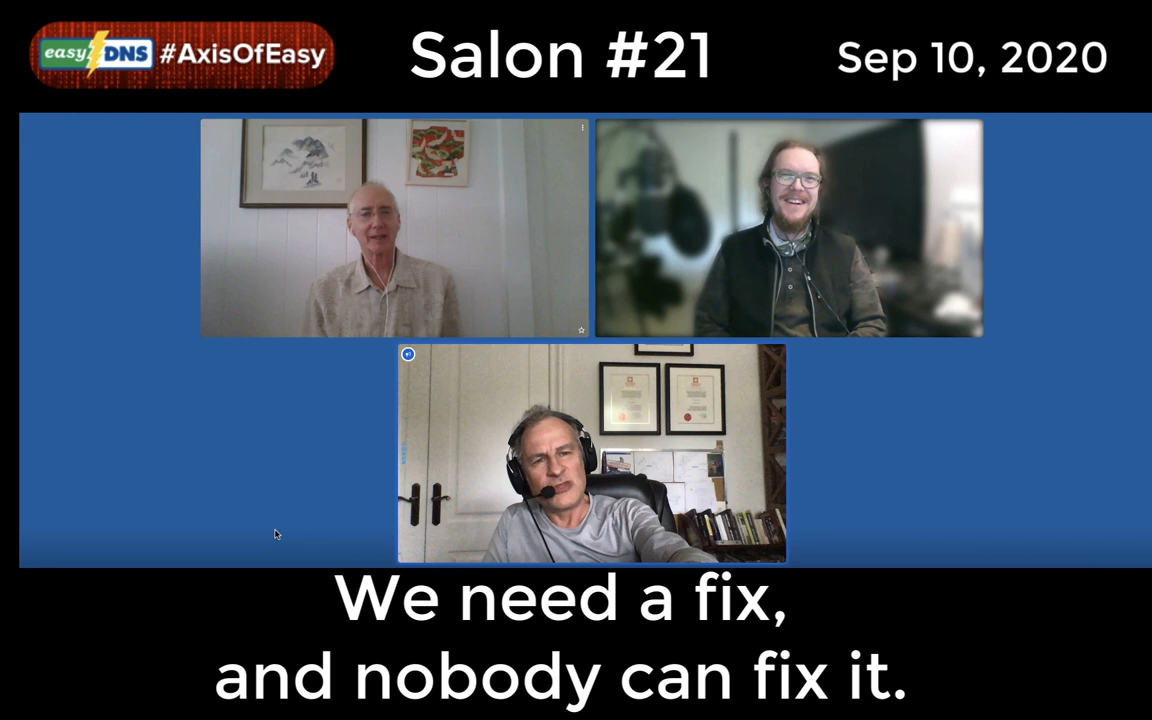 easyDNS #AxisOfEasy
Salon #21
Sep 10, 2020
We need a fix,
and nobody can fix it.